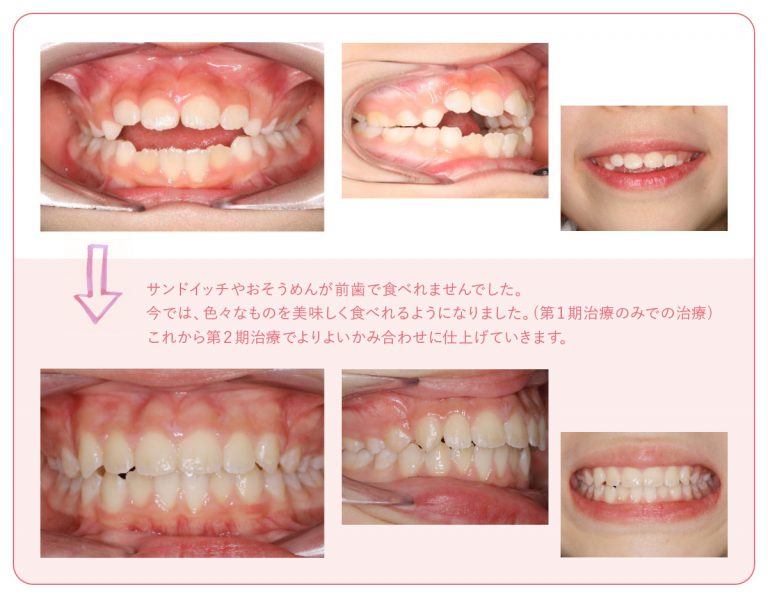 サンドイッチやおそうめんが前歯で食べれませんでした。
今では、色々なものを美味しく食べれるようになりました。(第1期治療のみでの治療)
これから第2期治療でよりよいかみ合わせに仕上げていきます。